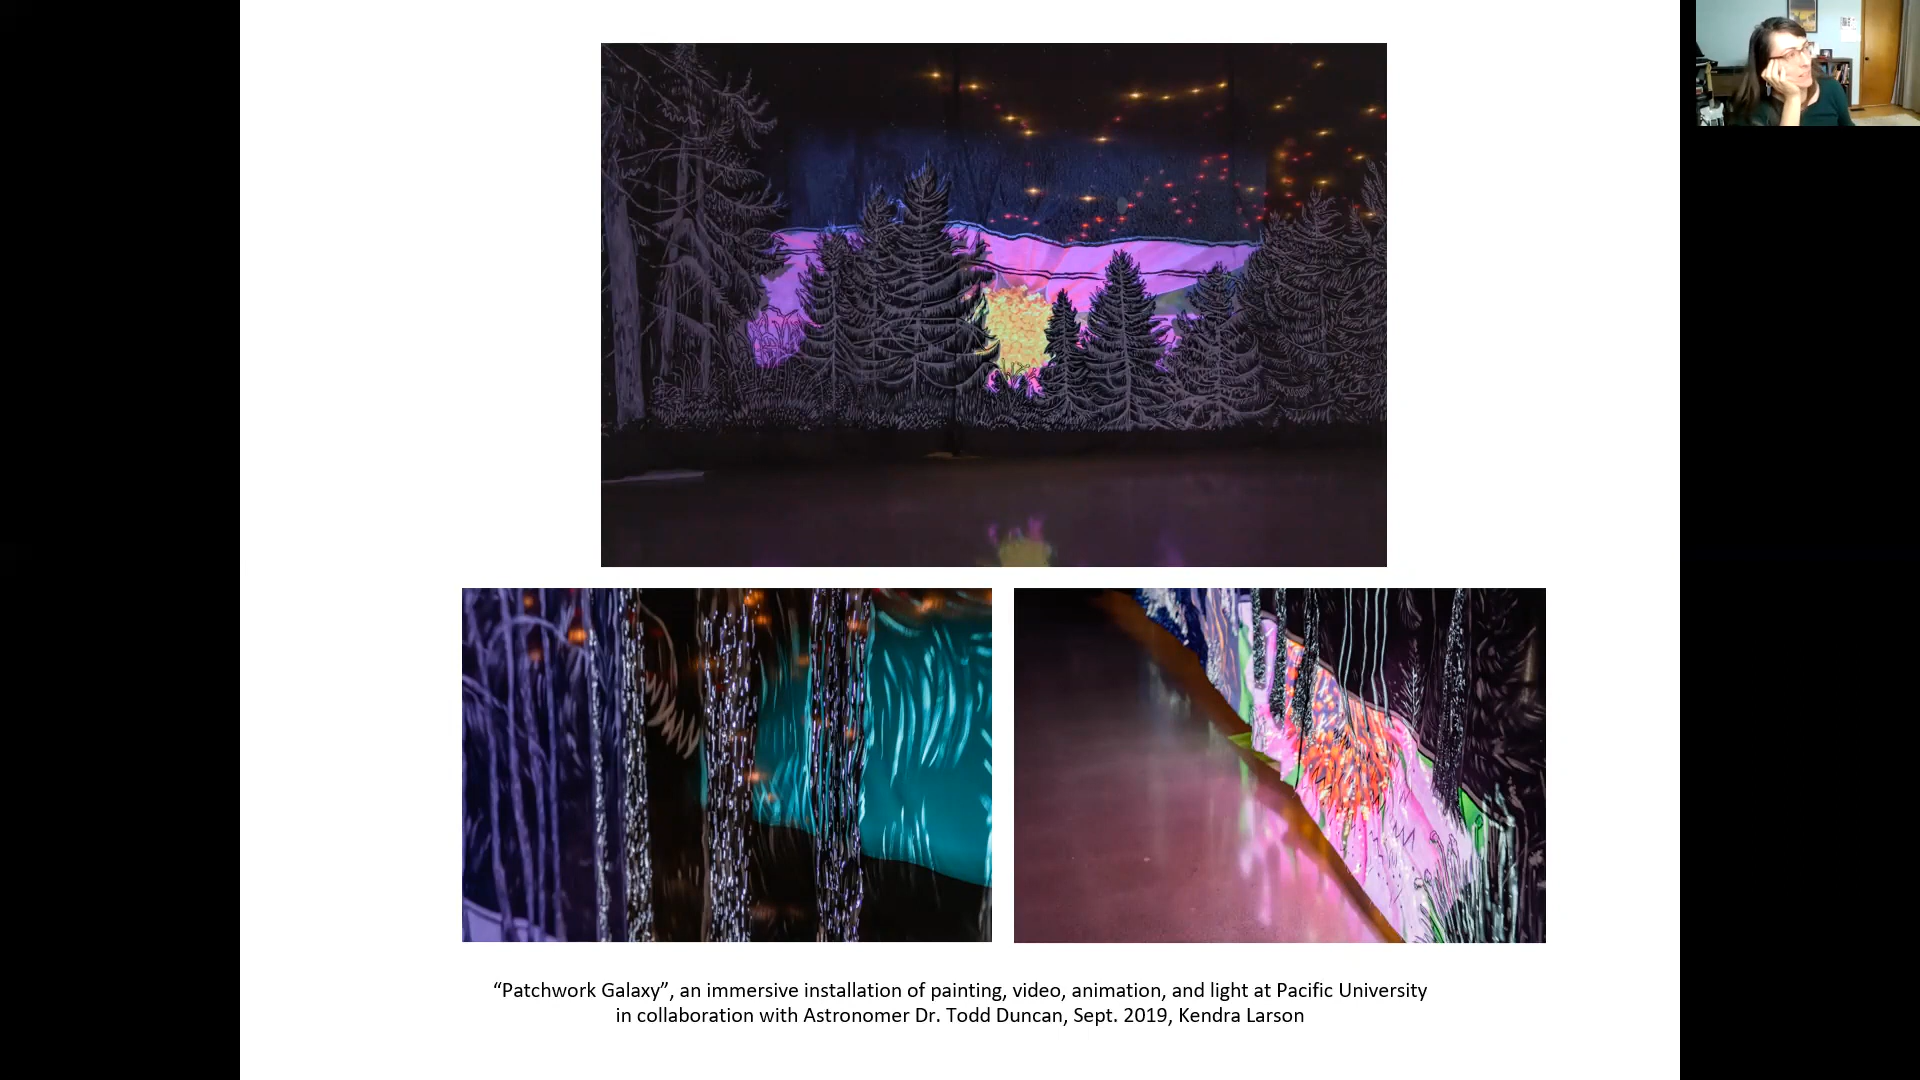 “Patchwork Galaxy”, an immersive installation of painting, video, animation, and light at Pacific University
in collaboration with Astronomer Dr. Todd Duncan, Sept. 2019, Kendra Larson